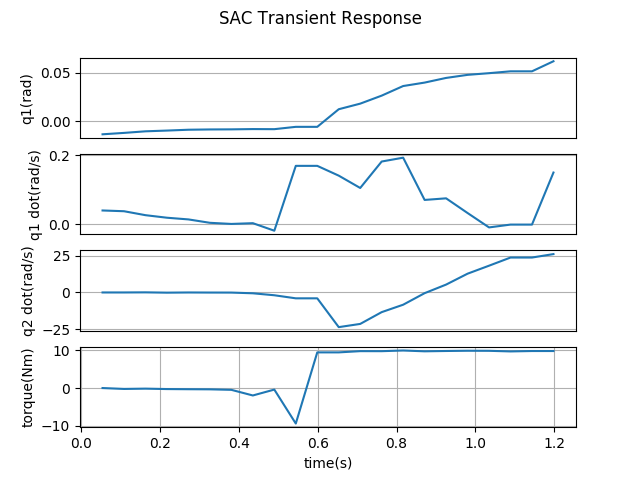 SAC Transient Response
q1(rad)
0.05
0.00
q1 dot(rad/s)
0.2
0.0
q2 dot(rad/s)
25
0
−25
torque(Nm)
10
0
−10
0.0 0.2 0.4 0.6 0.8 1.0 1.2
time(s)